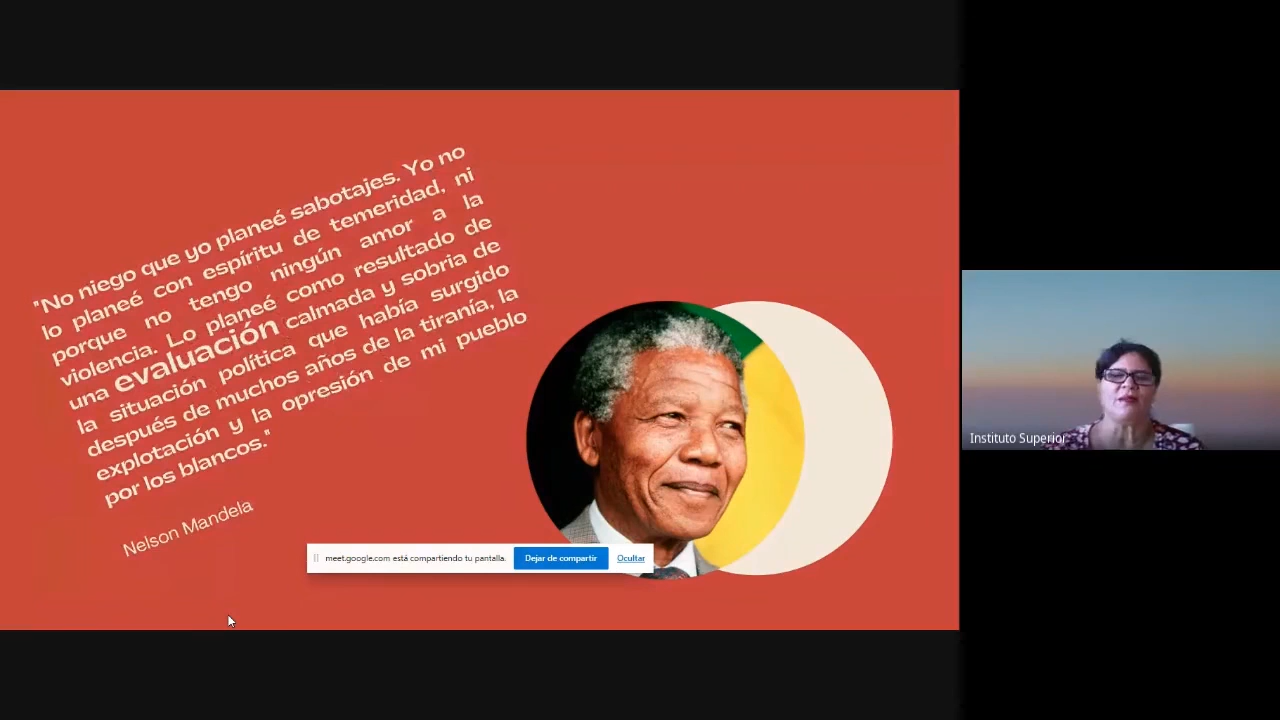 "No niego que yo planeé sabotajes. Yo no
lo planeé con espíritu de temeridad, ni
porque no tengo ningún amor a la
violencia. Lo planeé como resultado de
una evaluación calmada y sobria de
la situación política que había surgido
después de muchos años de la tiranía, la
explotación y la opresión de mi pueblo
por los blancos."
Nelson Mandela
meet.google.com está compartiendo tu pantalla.
Dejar de compartir
Ocultar
Instituto Superior